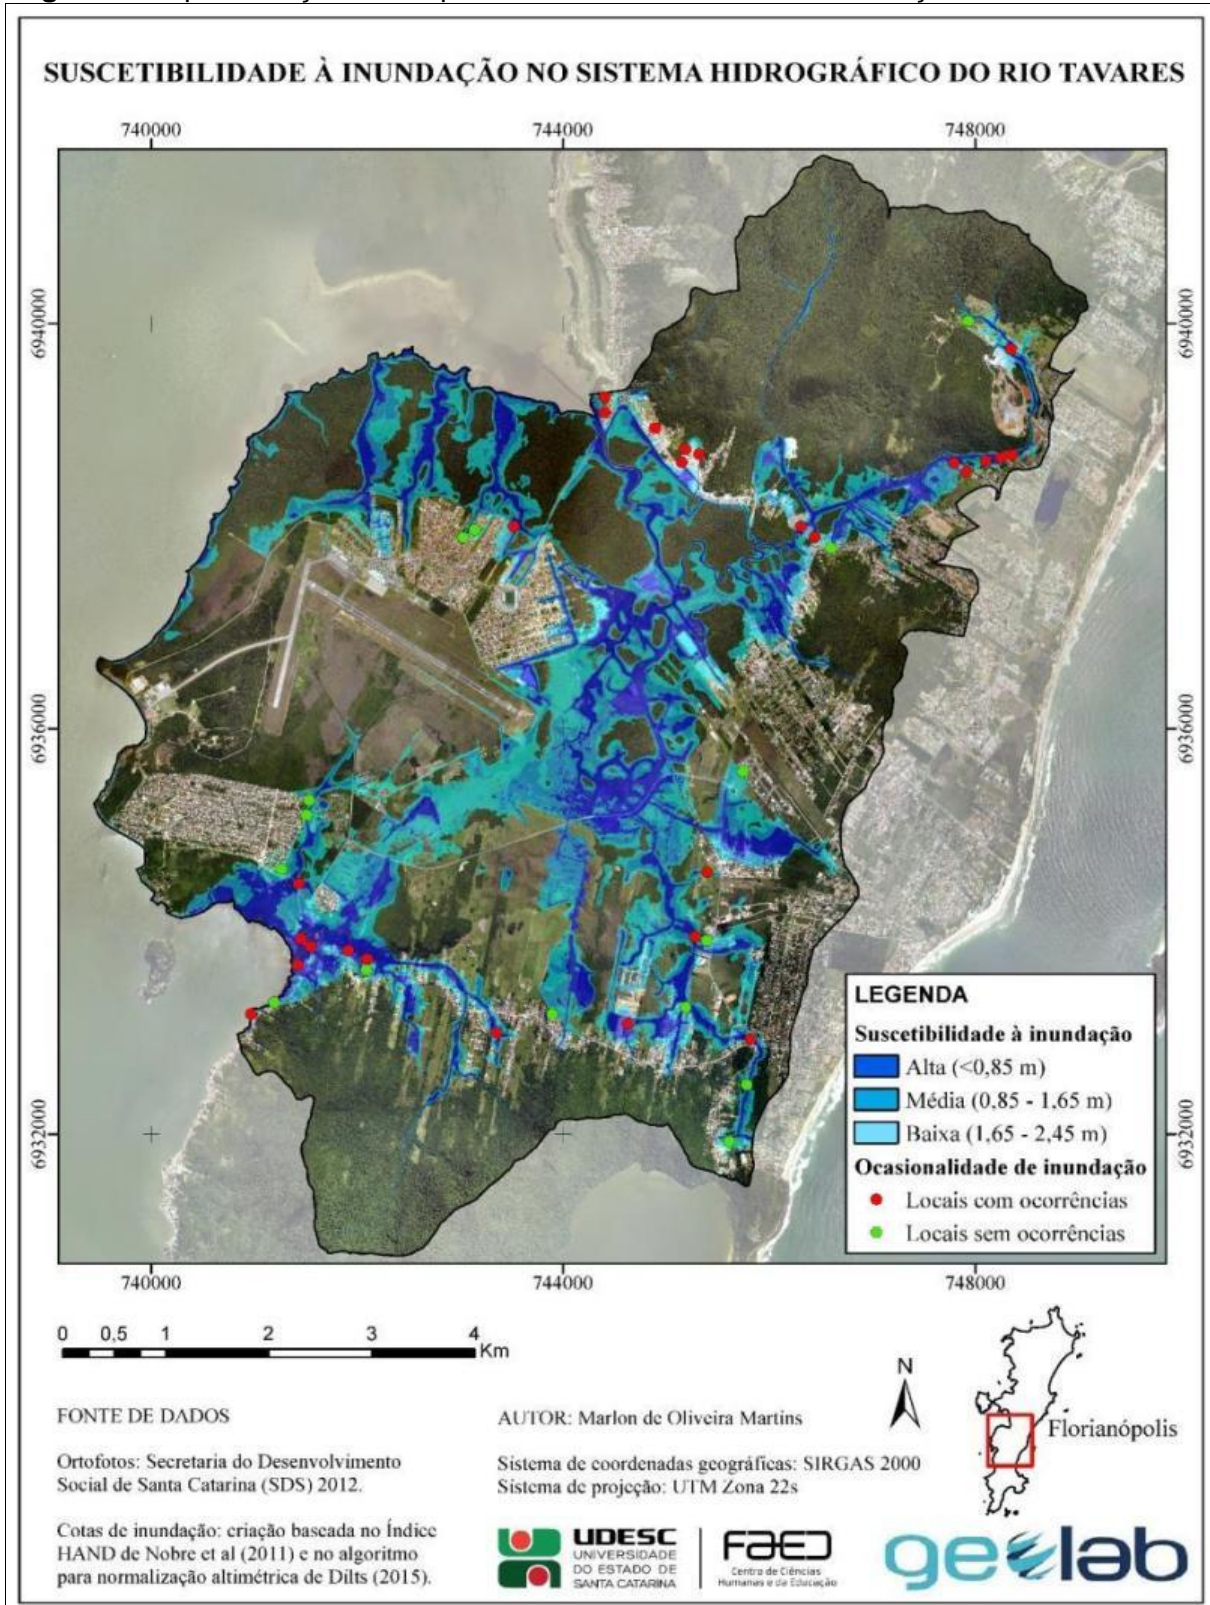 SUSCETIBILIDADE À INUNDAÇÃO NO SISTEMA HIDROGRÁFICO DO RIO TAVARES
740000 744000 748000
6940000 6940000
6936000 6936000
6932000 6932000
LEGENDA
Suscetibilidade à inundação
Alta (<0,85 m)
Média (0,85 - 1,65 m)
Baixa (1,65 - 2,45 m)
Ocasionalidade de inundação
Locais com ocorrências
Locais sem ocorrências
740000 744000 748000
0 0,5 1 2 3 4
Km
N
Florianópolis
FONTE DE DADOS
Ortofotos: Secretaria do Desenvolvimento
Social de Santa Catarina (SDS) 2012.
Cotas de inundação: criação baseada no Índice
HAND de Nobre et al (2011) e no algoritmo
para normalização altimétrica de Dilts (2015).
AUTOR: Marlon de Oliveira Martins
Sistema de coordenadas geográficas: SIRGAS 2000
Sistema de projeção: UTM Zona 22s
UDESC
UNIVERSIDADE
DO ESTADO DE
SANTA CATARINA
FAED
Centro de Ciências
Humanas e da Educação
geolab